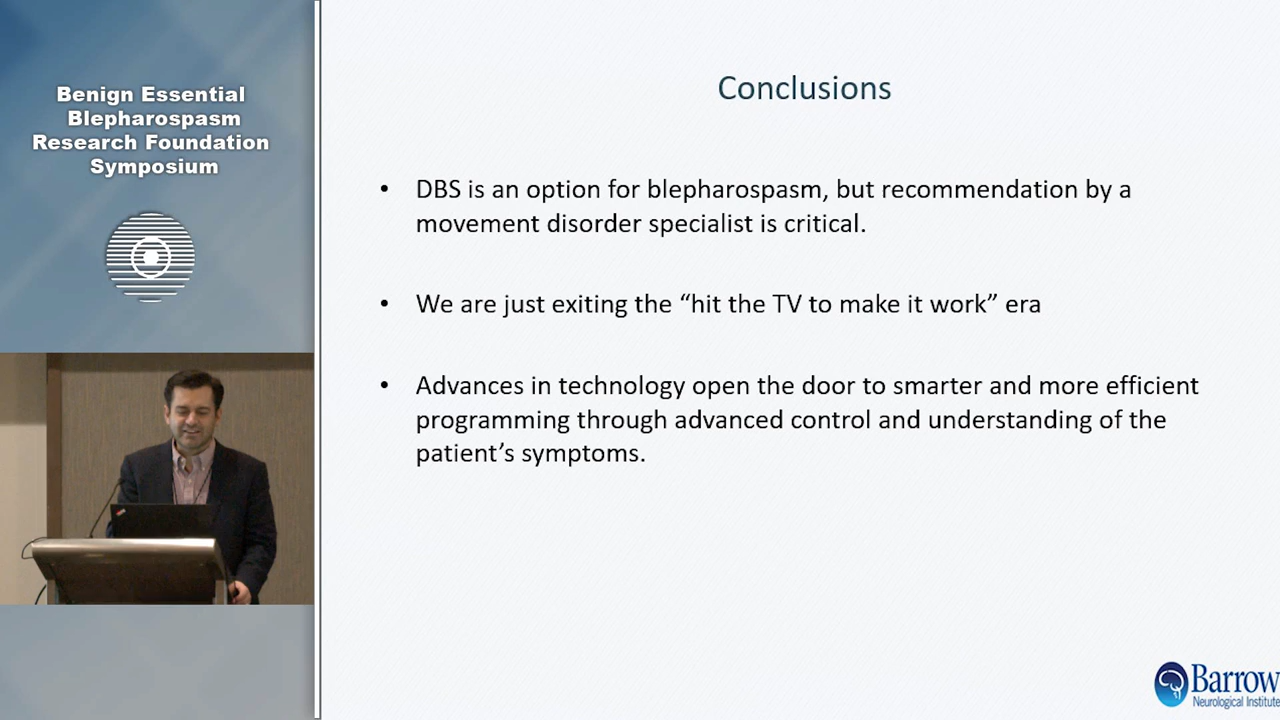 Benign Essential
Blepharospasm
Research Foundation
Symposium
Conclusions
• DBS is an option for blepharospasm, but recommendation by a
movement disorder specialist is critical.
• We are just exiting the “hit the TV to make it work” era
• Advances in technology open the door to smarter and more efficient
programming through advanced control and understanding of the
patient’s symptoms.
Barrow
Neurological Institute